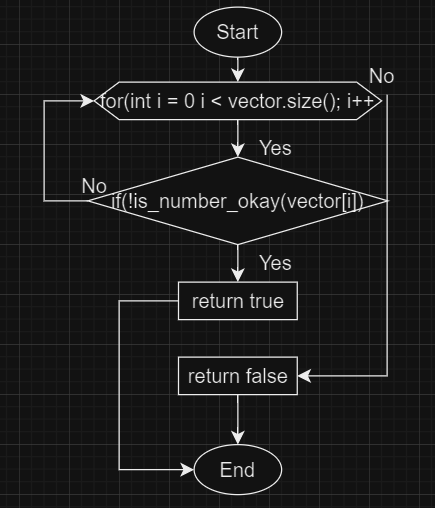 Start
No
for(int i = 0 i < vector.size(); i++
Yes
No
if(!is_number_okay(vector[i])
Yes
return true
return false
End